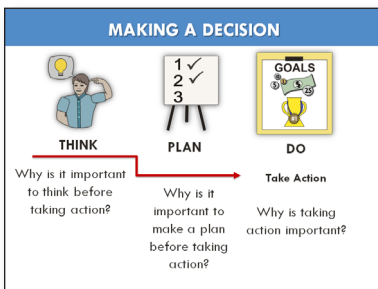 MAKING A DECISION
1 ✓
2 ✓
3
GOALS
$
5
25
THINK
PLAN
DO
Why is it important
to think before
taking action?
Why is it
important to
make a plan
before taking
action?
Take Action
Why is taking
action important?